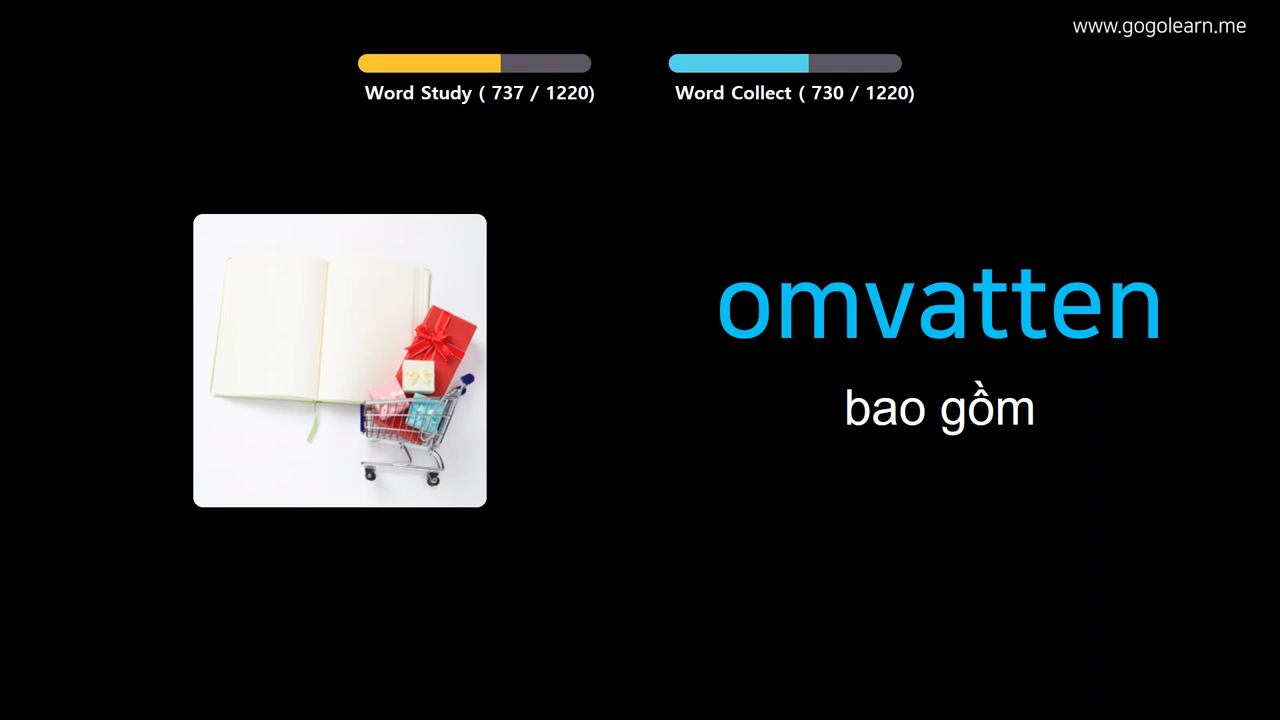 www.gogolearn.me
Word Study ( 737 / 1220)
Word Collect ( 730 / 1220)
omvatten
bao gồm